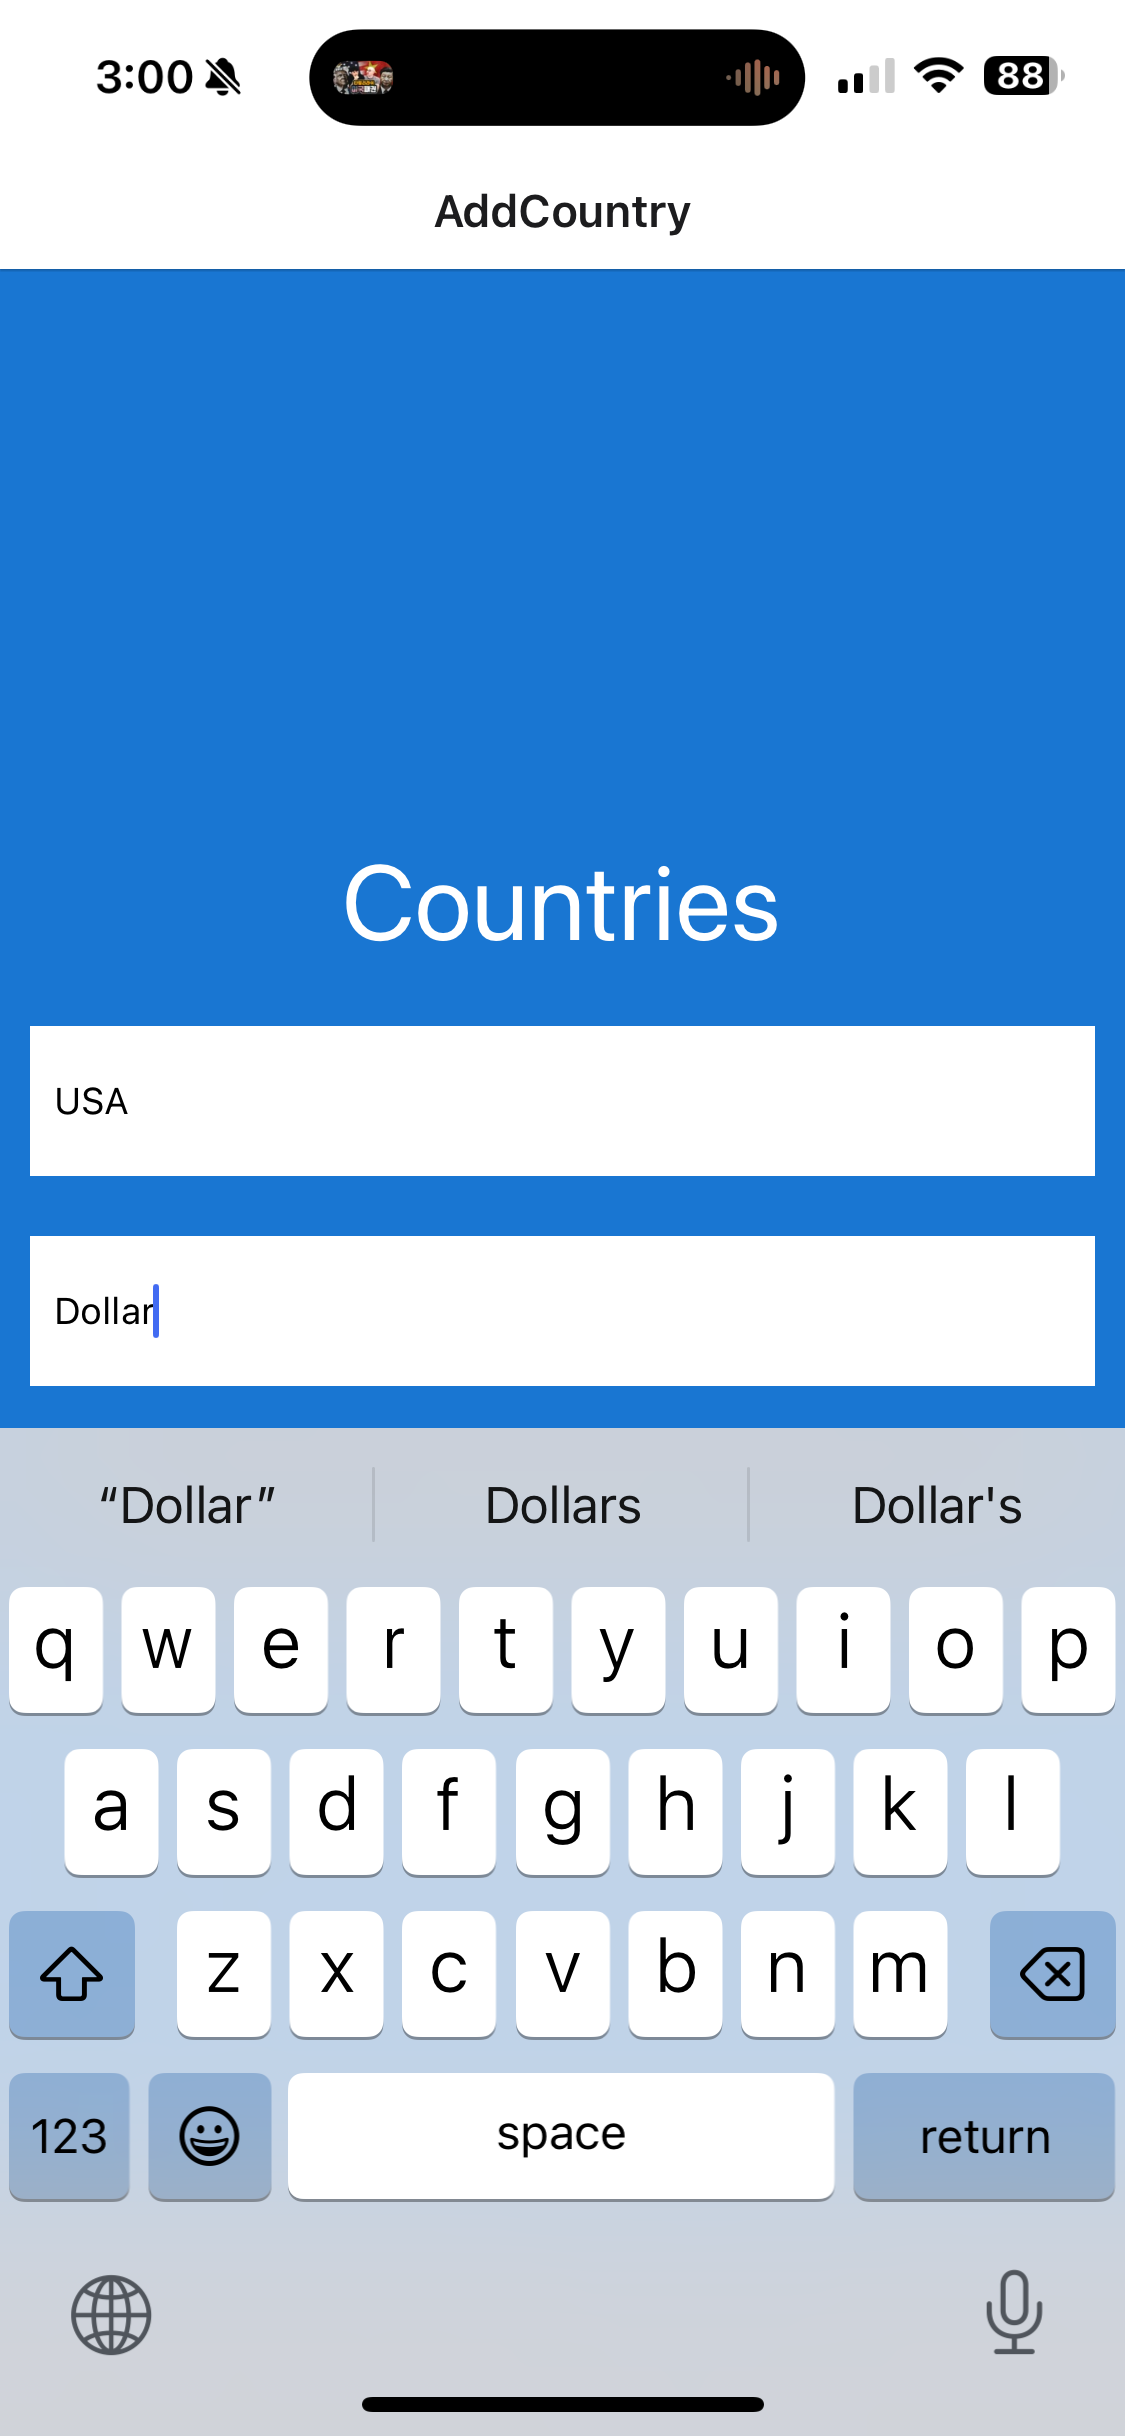 3:00
88
AddCountry
Countries
USA
Dollar
“Dollar” Dollars Dollar's
q w e r t y u i o p
a s d f g h j k l
z x c v b n m
123 space return